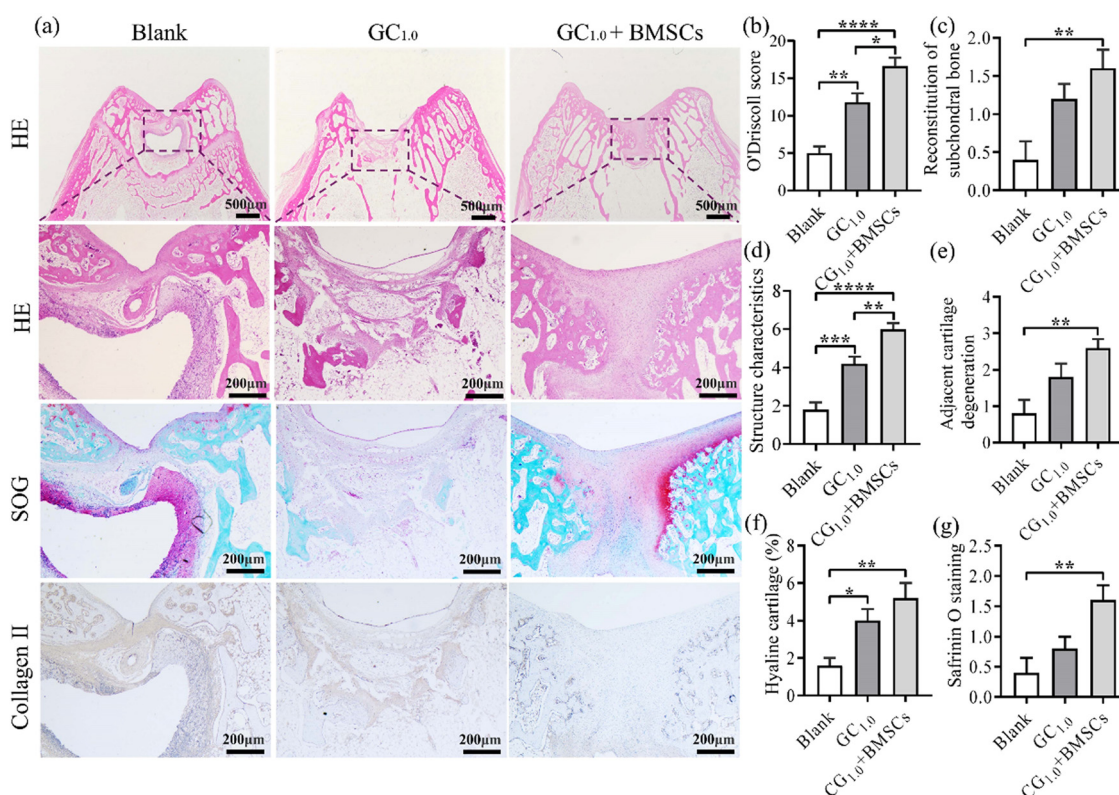 (a)
Blank
GC1.0
GC1.0 + BMSCs
HE
500μm
500μm
500μm
HE
200μm
200μm
200μm
SOG
200μm
200μm
200μm
Collagen II
200μm
200μm
200μm
(b)
O'Driscoll score
20
15
10
5
0
**
*
****
Blank
GC1.0
CG1.0+BMSCs
(c)
Reconstitution of
subchondral bone
2.0
1.5
1.0
0.5
0.0
**
Blank
GC1.0
CG1.0+BMSCs
(d)
Structure characteristics
8
6
4
2
0
***
**
****
Blank
GC1.0
CG1.0+BMSCs
(e)
Adjacent cartilage
degeneration
4
3
2
1
0
**
Blank
GC1.0
CG1.0+BMSCs
(f)
Hyaline cartilage (%)
8
6
4
2
0
*
**
Blank
GC1.0
CG1.0+BMSCs
(g)
Safrinin O staining
2.5
2.0
1.5
1.0
0.5
0.0
**
Blank
GC1.0
CG1.0+BMSCs